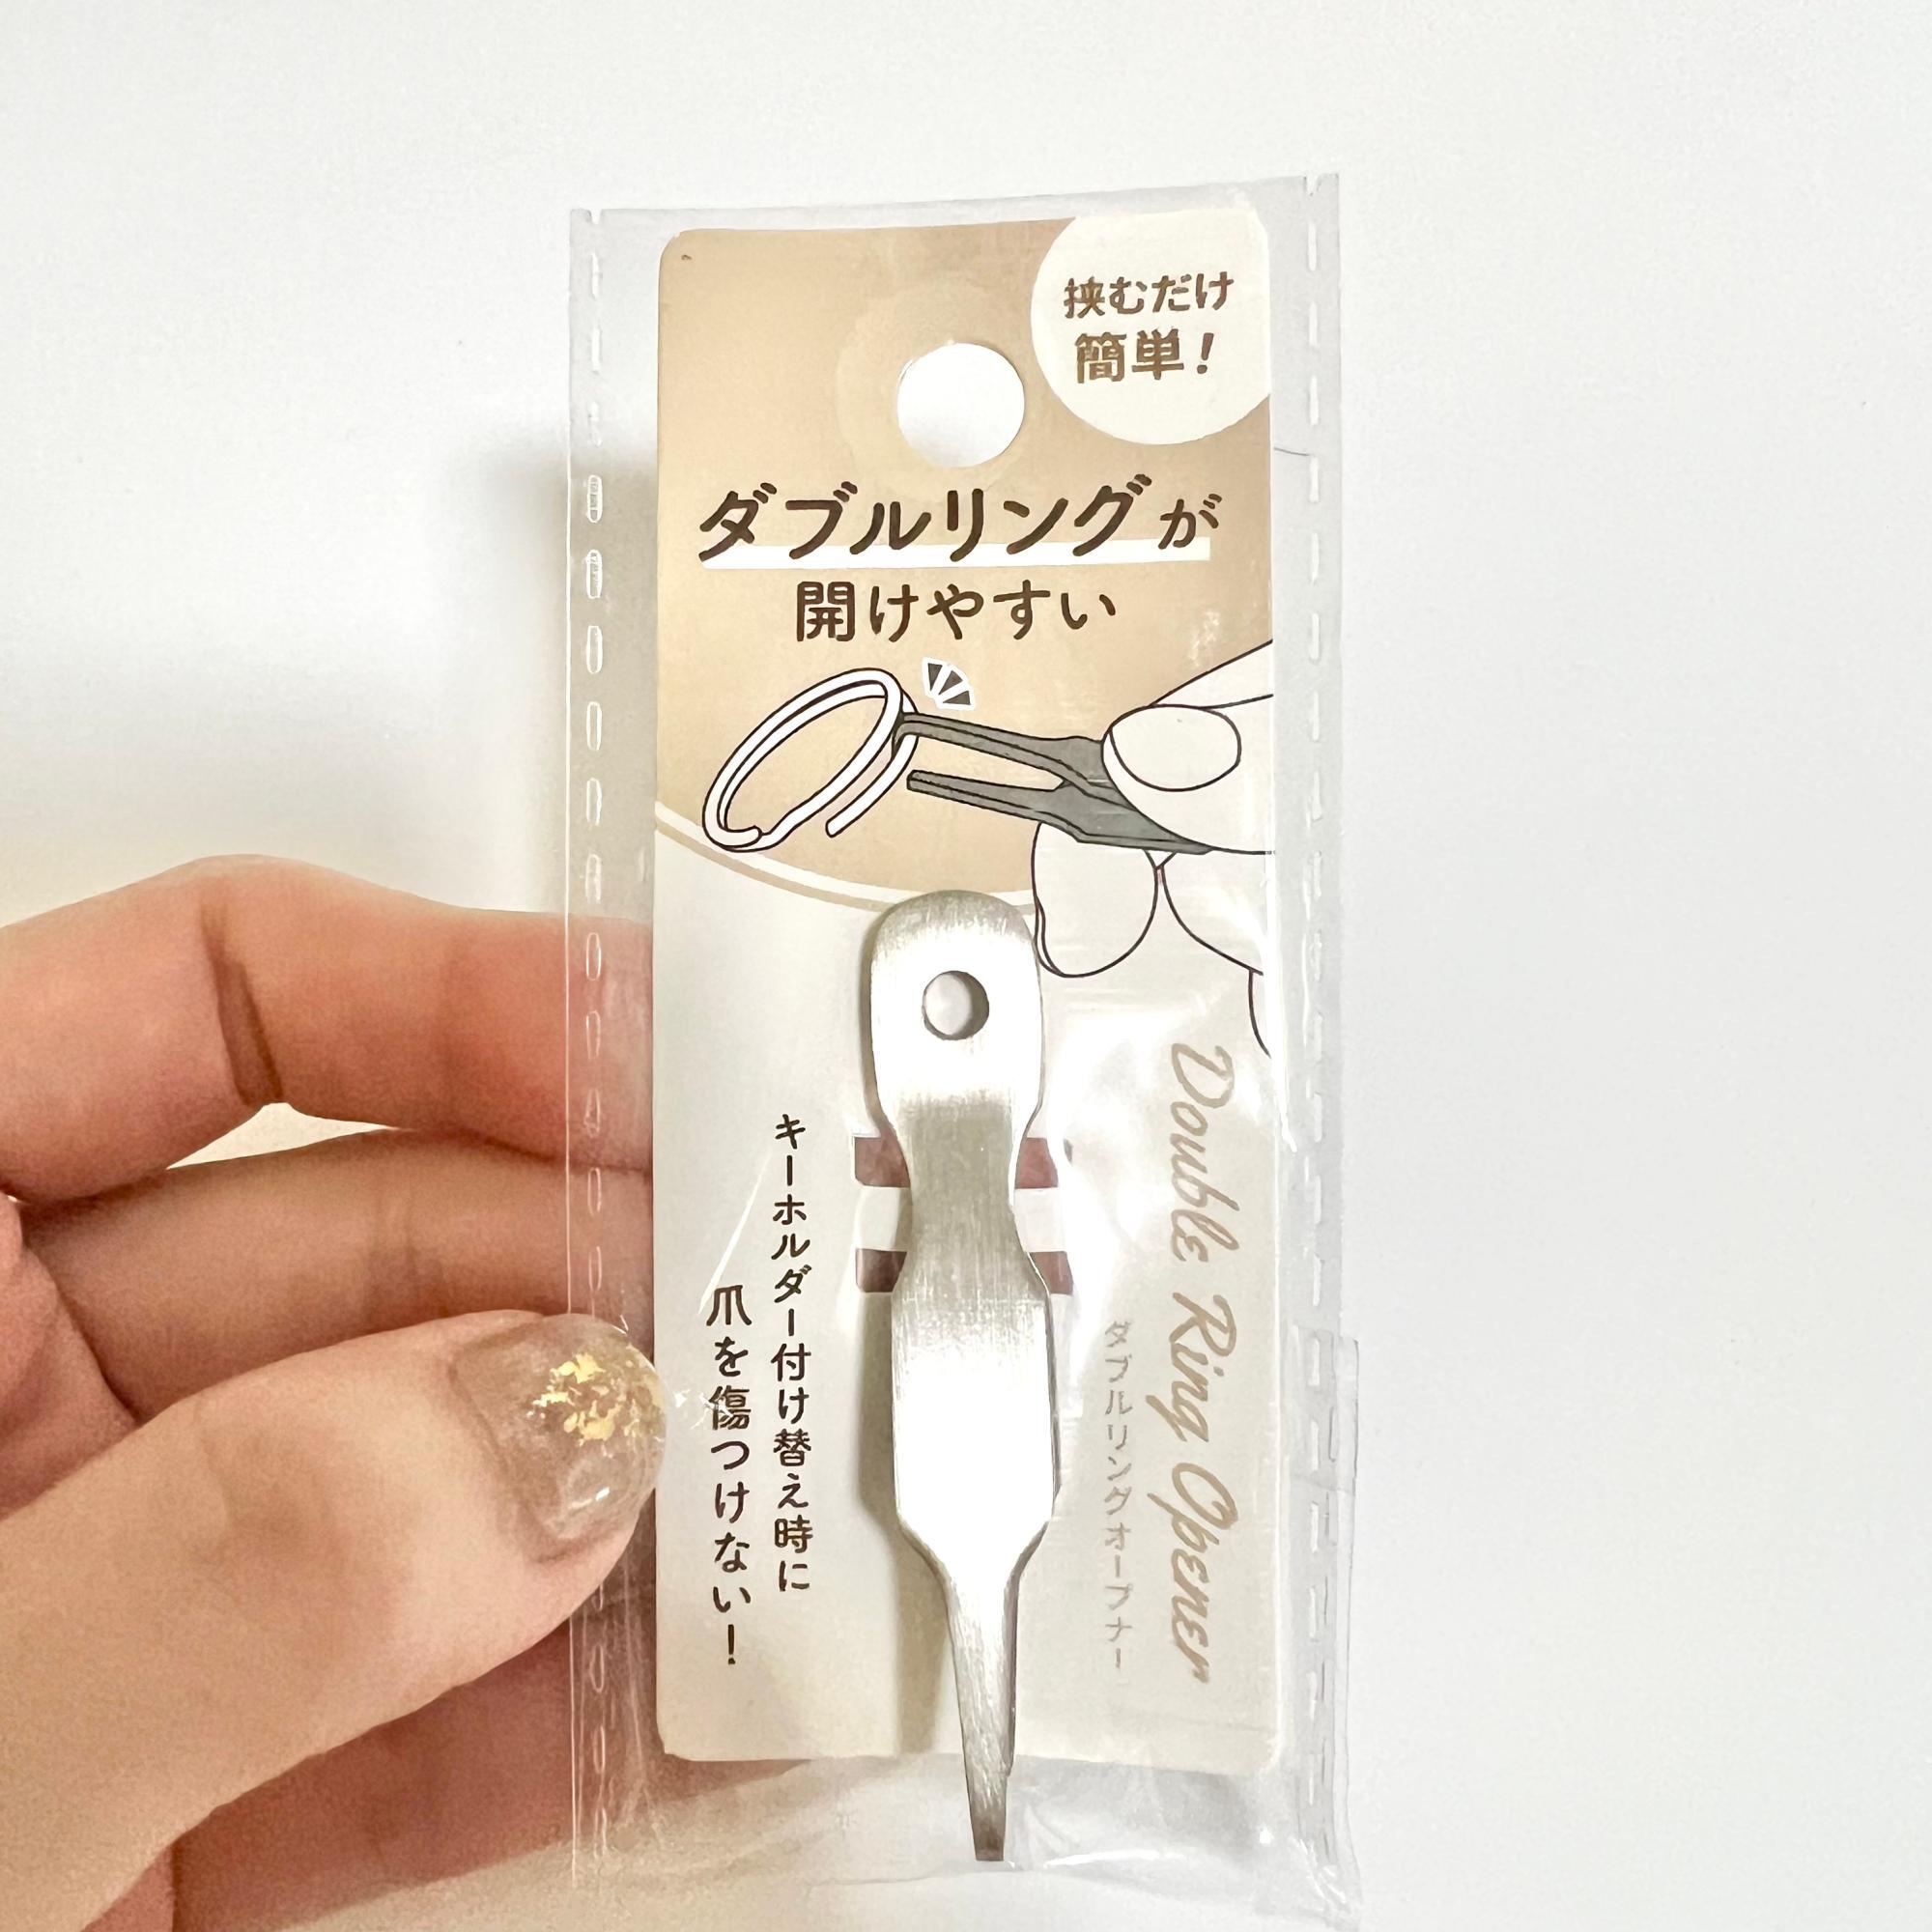 挟むだけ
簡単！
ダブルリングが
開けやすい
キーホルダー付け替え時に
爪を傷つけない！
Double Ring Opener
ダブルリングオープナー